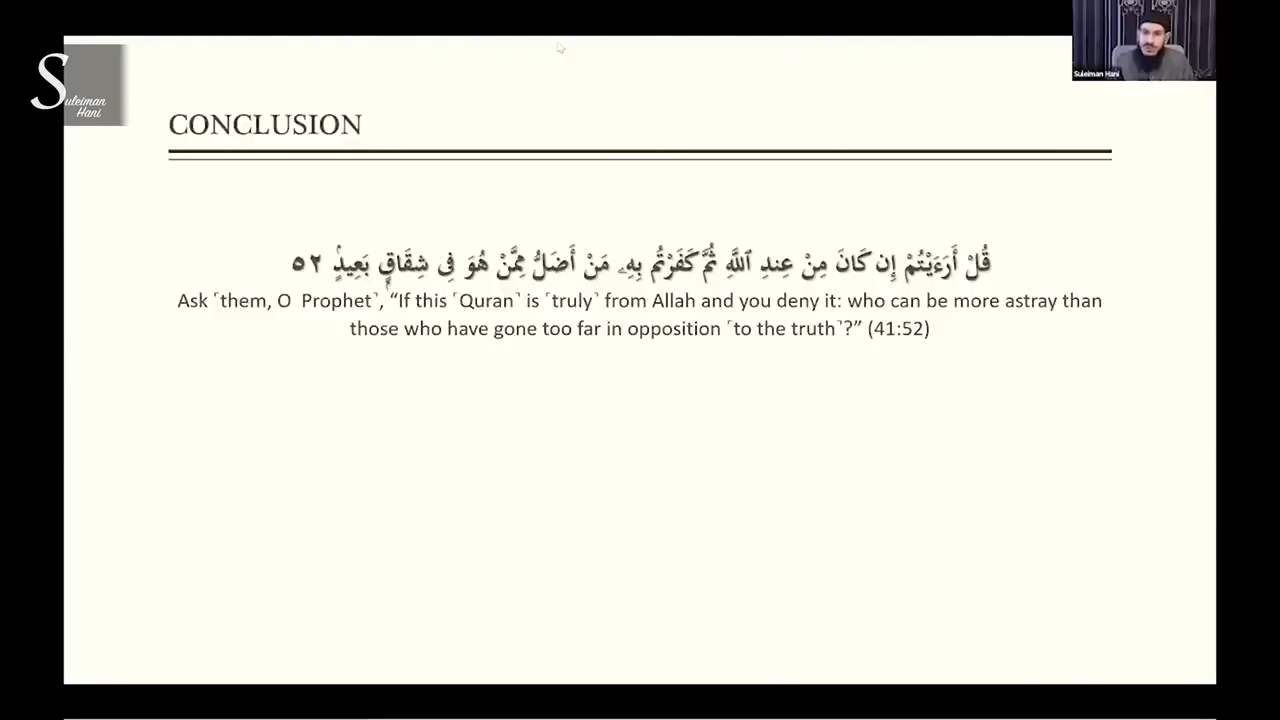 Suleiman
Hani
Suleiman Hani
CONCLUSION
قُلْ أَرَءَيْتُمْ إِن كَانَ مِنْ عِندِ ٱللَّهِ ثُمَّ كَفَرْتُم بِهِۦ مَنْ أَضَلُّ مِمَّنْ هُوَ فِى شِقَاقٍۭ بَعِيدٍۢ ٥٢
Ask ˹them, O Prophet˺, “If this ˹Quran˺ is ˹truly˺ from Allah and you deny it: who can be more astray than
those who have gone too far in opposition ˹to the truth˺?” (41:52)